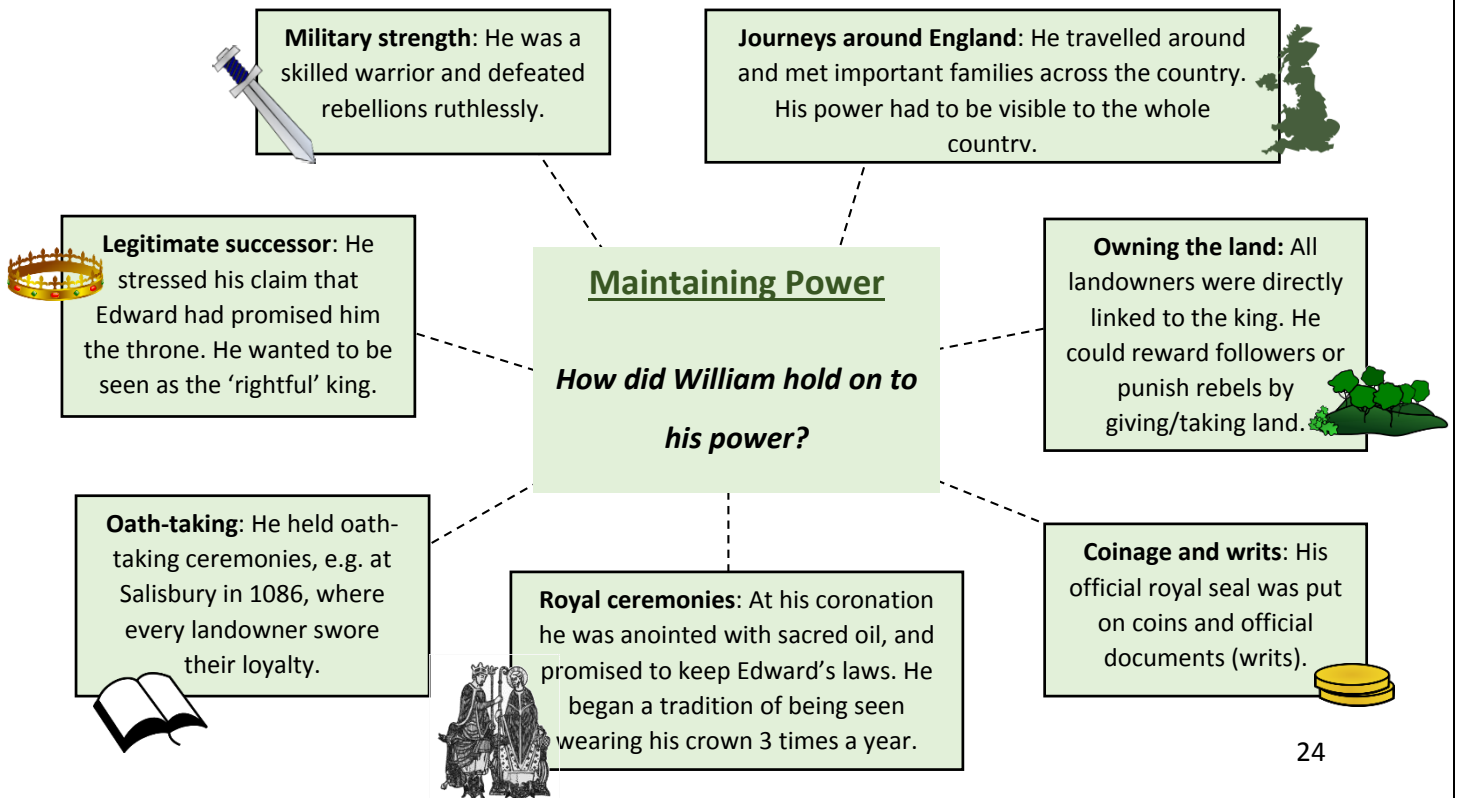 Military strength: He was a
skilled warrior and defeated
rebellions ruthlessly.
Journeys around England: He travelled around
and met important families across the country.
His power had to be visible to the whole
country.
Legitimate successor: He
stressed his claim that
Edward had promised him
the throne. He wanted to be
seen as the ‘rightful’ king.
Maintaining Power
How did William hold on to
his power?
Owning the land: All
landowners were directly
linked to the king. He
could reward followers or
punish rebels by
giving/taking land.
Oath-taking: He held oath-
taking ceremonies, e.g. at
Salisbury in 1086, where
every landowner swore
their loyalty.
Royal ceremonies: At his coronation
he was anointed with sacred oil, and
promised to keep Edward’s laws. He
began a tradition of being seen
wearing his crown 3 times a year.
Coinage and writs: His
official royal seal was put
on coins and official
documents (writs).
24